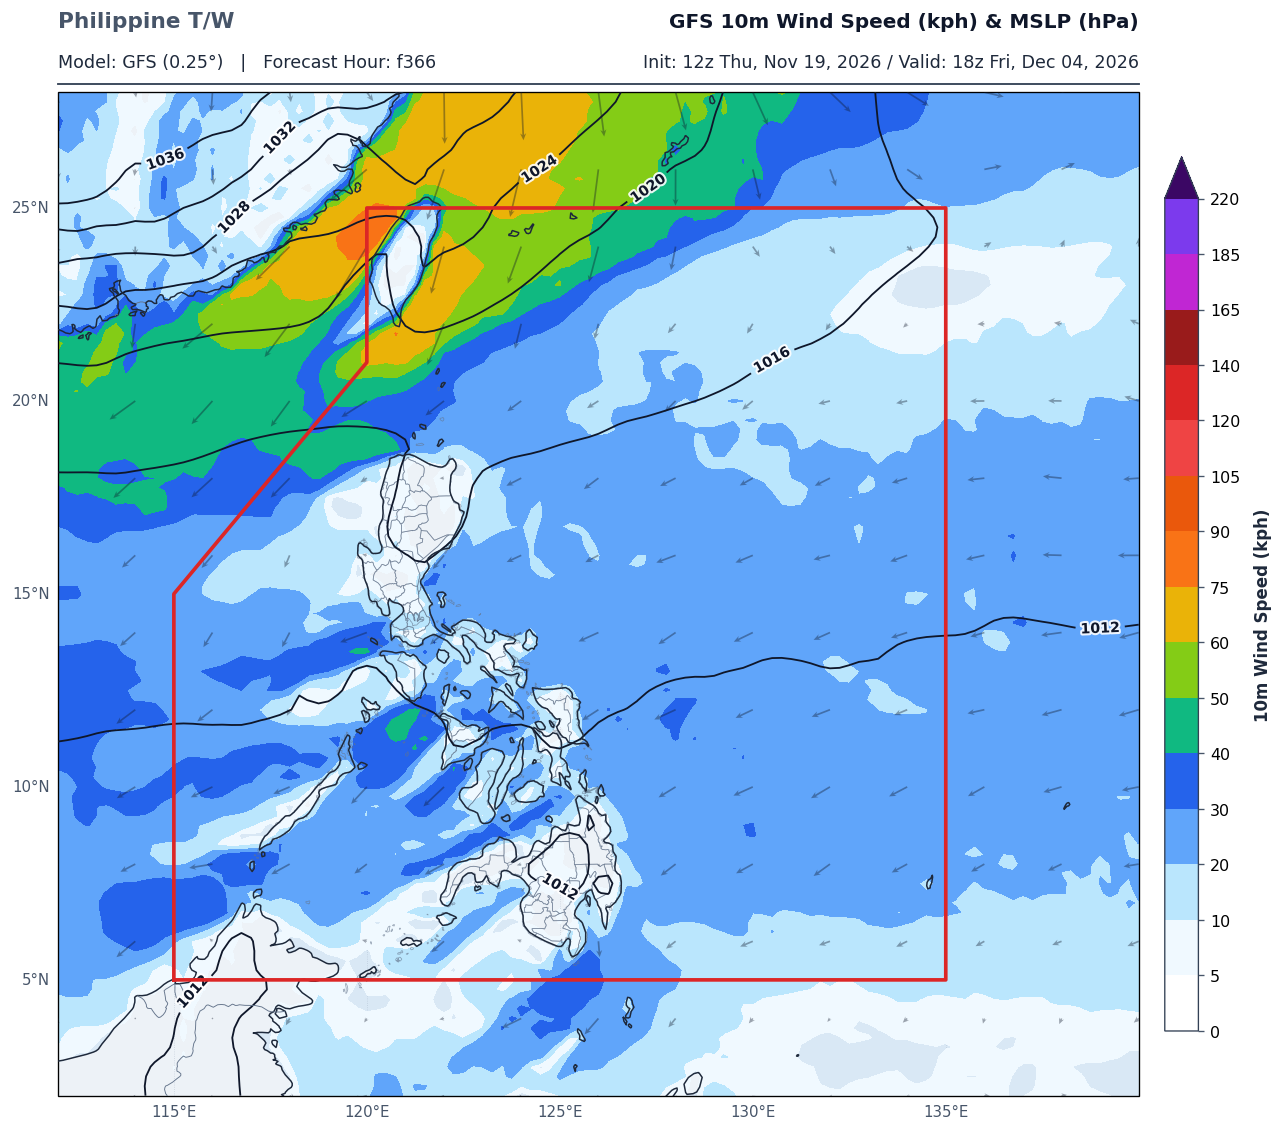 Philippine T/W
GFS 10m Wind Speed (kph) & MSLP (hPa)
Model: GFS (0.25°) | Forecast Hour: f366
Init: 12z Thu, Nov 19, 2026 / Valid: 18z Fri, Dec 04, 2026
1036
1032
1028
1024
1020
1016
1012
1012
1012
25°N
20°N
15°N
10°N
5°N
115°E
120°E
125°E
130°E
135°E
220
185
165
140
120
105
90
75
60
50
40
30
20
10
5
0
10m Wind Speed (kph)